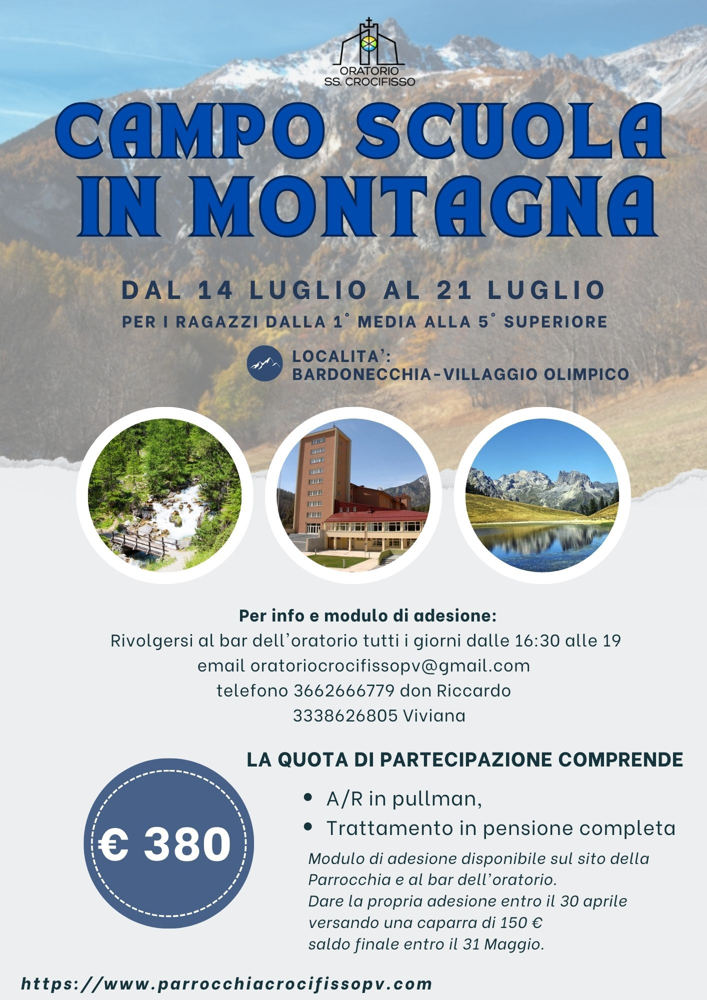 ORATORIO
SS. CROCIFISSO
CAMPO SCUOLA
IN MONTAGNA
DAL 14 LUGLIO AL 21 LUGLIO
PER I RAGAZZI DALLA 1° MEDIA ALLA 5° SUPERIORE
LOCALITA':
BARDONECCHIA-VILLAGGIO OLIMPICO
Per info e modulo di adesione:
Rivolgersi al bar dell'oratorio tutti i giorni dalle 16:30 alle 19
email oratoriocrocifissopv@gmail.com
telefono 3662666779 don Riccardo
3338626805 Viviana
LA QUOTA DI PARTECIPAZIONE COMPRENDE
• A/R in pullman,
• Trattamento in pensione completa
€ 380
Modulo di adesione disponibile sul sito della
Parrocchia e al bar dell'oratorio.
Dare la propria adesione entro il 30 aprile
versando una caparra di 150 €
saldo finale entro il 31 Maggio.
https://www.parrocchiacrocifissopv.com